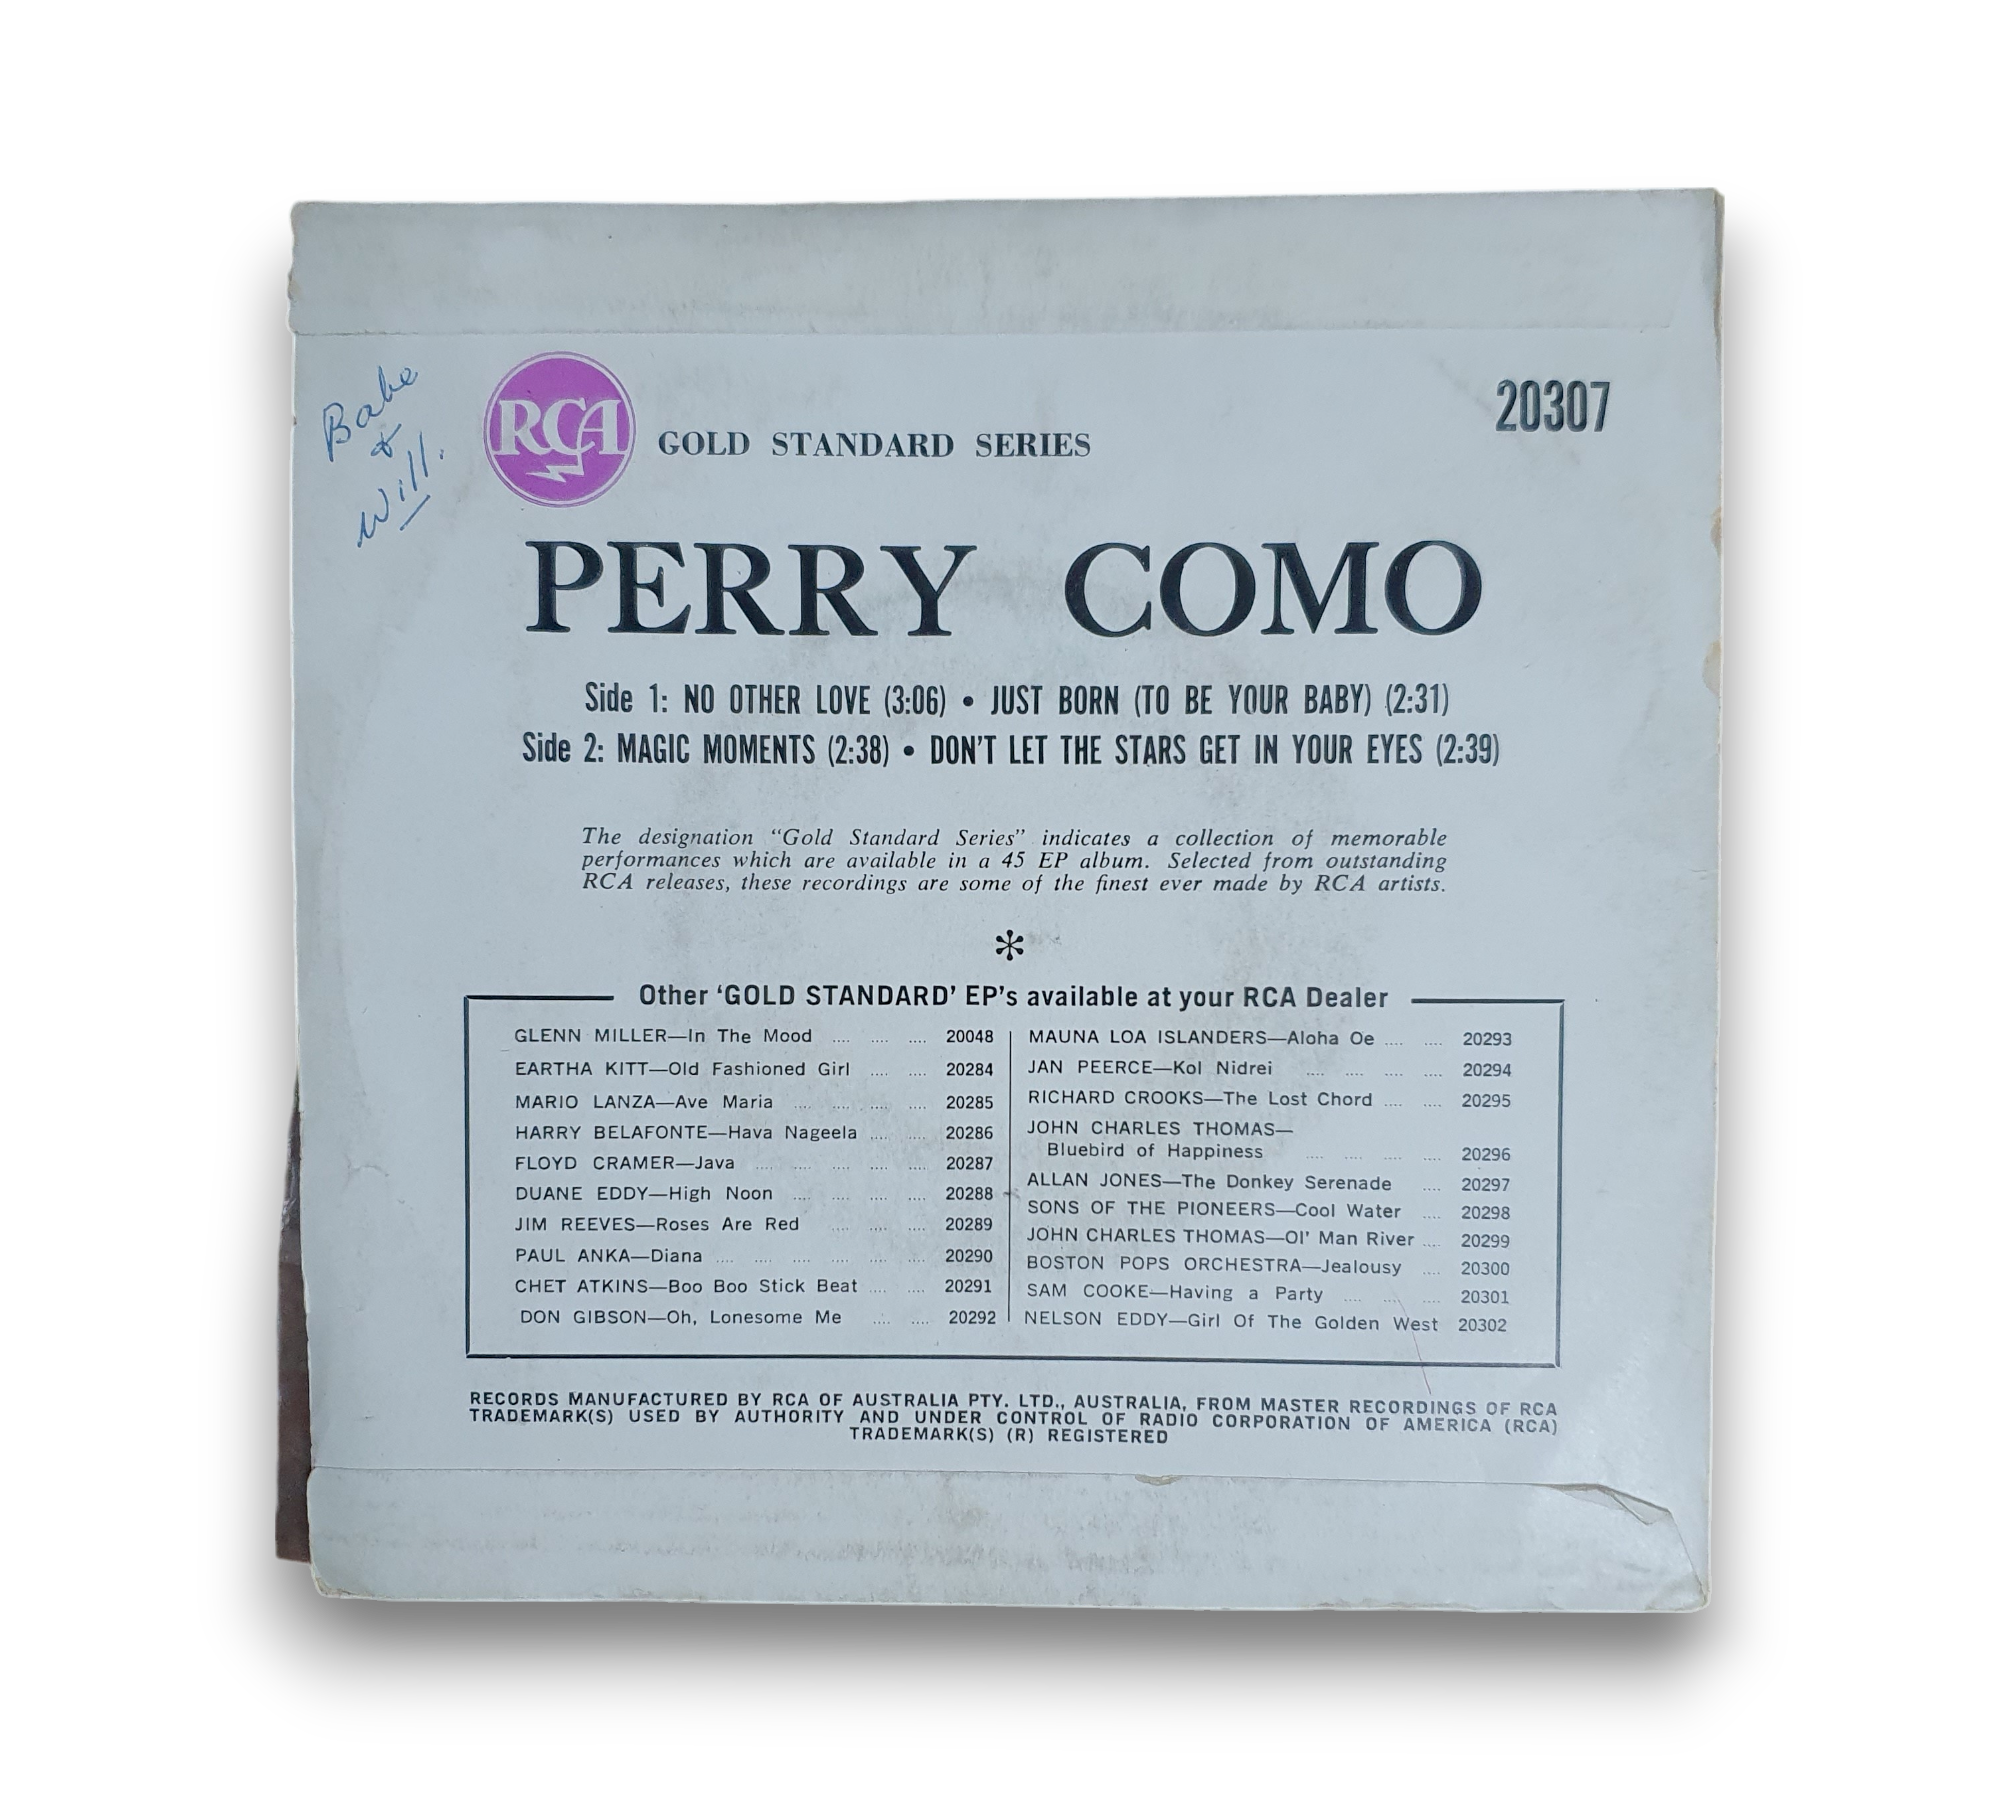 Babe
&
Will.
RCA
GOLD STANDARD SERIES
20307
PERRY COMO
Side 1: NO OTHER LOVE (3:06) • JUST BORN (TO BE YOUR BABY) (2:31)
Side 2: MAGIC MOMENTS (2:38) • DON'T LET THE STARS GET IN YOUR EYES (2:39)
The designation "Gold Standard Series" indicates a collection of memorable
performances which are available in a 45 EP album. Selected from outstanding
RCA releases, these recordings are some of the finest ever made by RCA artists.
*
Other 'GOLD STANDARD' EP's available at your RCA Dealer
GLENN MILLER—In The Mood .... .... .... 20048
EARTHA KITT—Old Fashioned Girl .... .... 20284
MARIO LANZA—Ave Maria .... .... .... .... 20285
HARRY BELAFONTE—Hava Nageela .... .... 20286
FLOYD CRAMER—Java .... .... .... .... .... 20287
DUANE EDDY—High Noon .... .... .... .... 20288
JIM REEVES—Roses Are Red .... .... .... 20289
PAUL ANKA—Diana .... .... .... .... .... .... 20290
CHET ATKINS—Boo Boo Stick Beat .... .... 20291
DON GIBSON—Oh, Lonesome Me .... .... 20292
MAUNA LOA ISLANDERS—Aloha Oe .... .... 20293
JAN PEERCE—Kol Nidrei .... .... .... .... 20294
RICHARD CROOKS—The Lost Chord .... .... 20295
JOHN CHARLES THOMAS—
Bluebird of Happiness .... .... .... .... 20296
ALLAN JONES—The Donkey Serenade .... 20297
SONS OF THE PIONEERS—Cool Water .... 20298
JOHN CHARLES THOMAS—Ol' Man River .... 20299
BOSTON POPS ORCHESTRA—Jealousy .... 20300
SAM COOKE—Having a Party .... .... .... 20301
NELSON EDDY—Girl Of The Golden West 20302
RECORDS MANUFACTURED BY RCA OF AUSTRALIA PTY. LTD., AUSTRALIA, FROM MASTER RECORDINGS OF RCA
TRADEMARK(S) USED BY AUTHORITY AND UNDER CONTROL OF RADIO CORPORATION OF AMERICA (RCA)
TRADEMARK(S) (R) REGISTERED